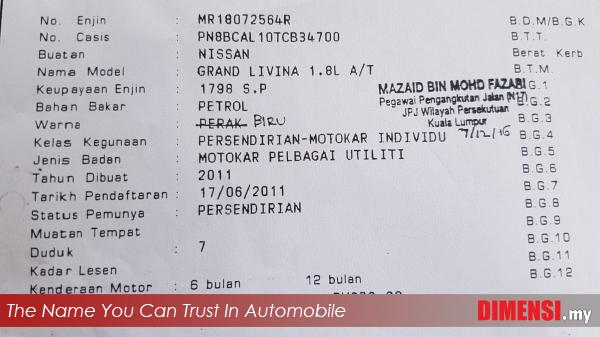 No. Enjin : MR18072564R B.D.M/B.G.K
No. Casis : PN8BCAL10TCB34700 B.T.T.
Buatan : NISSAN Berat Kerb
Nama Model : GRAND LIVINA 1.8L A/T B.T.M.
Keupayaan Enjin : 1798 S.P MAZAID BIN MOHD FAZABI B.G.1
Bahan Bakar : PETROL Pegawai Pengangkutan Jalan (N17) B.G.2
JPJ Wilayah Persekutuan
Warna : PERAK BIRU Kuala Lumpur B.G.3
Kelas Kegunaan : PERSENDIRIAN-MOTOKAR INDIVIDU 7/12/16 B.G.4
Jenis Badan : MOTOKAR PELBAGAI UTILITI B.G.5
Tahun Dibuat : 2011 B.G.6
Tarikh Pendaftaran : 17/06/2011 B.G.7
Status Pemunya : PERSENDIRIAN B.G.8
Muatan Tempat B.G.9
Duduk : 7 B.G.10
Kadar Lesen B.G.11
Kenderaan Motor : 6 bulan 12 bulan B.G.12
The Name You Can Trust In Automobile DIMENSI.my